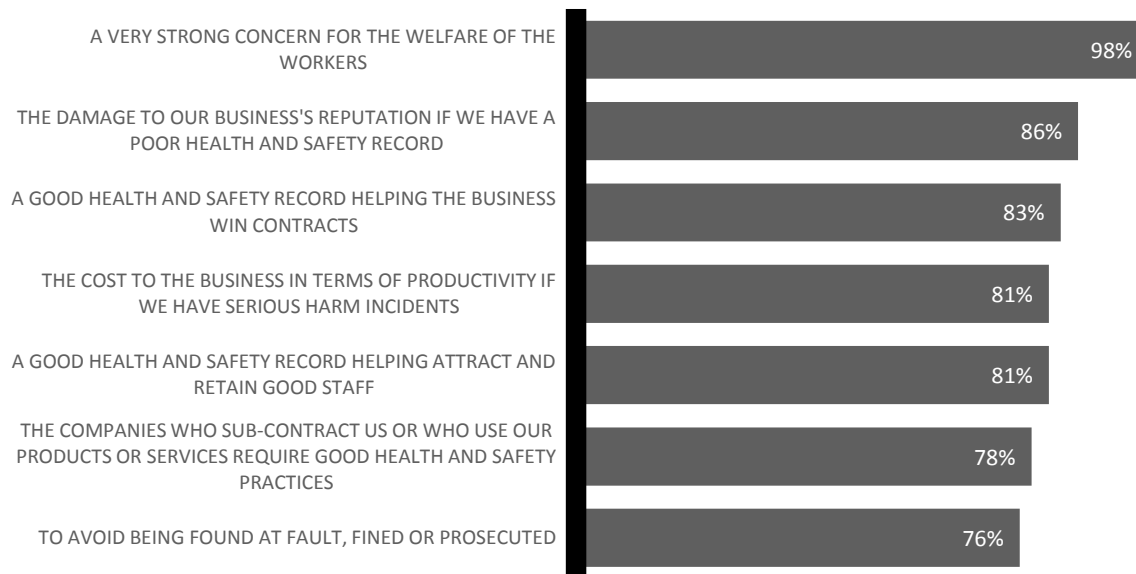 A VERY STRONG CONCERN FOR THE WELFARE OF THE
WORKERS
98%
THE DAMAGE TO OUR BUSINESS'S REPUTATION IF WE HAVE A
POOR HEALTH AND SAFETY RECORD
86%
A GOOD HEALTH AND SAFETY RECORD HELPING THE BUSINESS
WIN CONTRACTS
83%
THE COST TO THE BUSINESS IN TERMS OF PRODUCTIVITY IF
WE HAVE SERIOUS HARM INCIDENTS
81%
A GOOD HEALTH AND SAFETY RECORD HELPING ATTRACT AND
RETAIN GOOD STAFF
81%
THE COMPANIES WHO SUB-CONTRACT US OR WHO USE OUR
PRODUCTS OR SERVICES REQUIRE GOOD HEALTH AND SAFETY
PRACTICES
78%
TO AVOID BEING FOUND AT FAULT, FINED OR PROSECUTED
76%